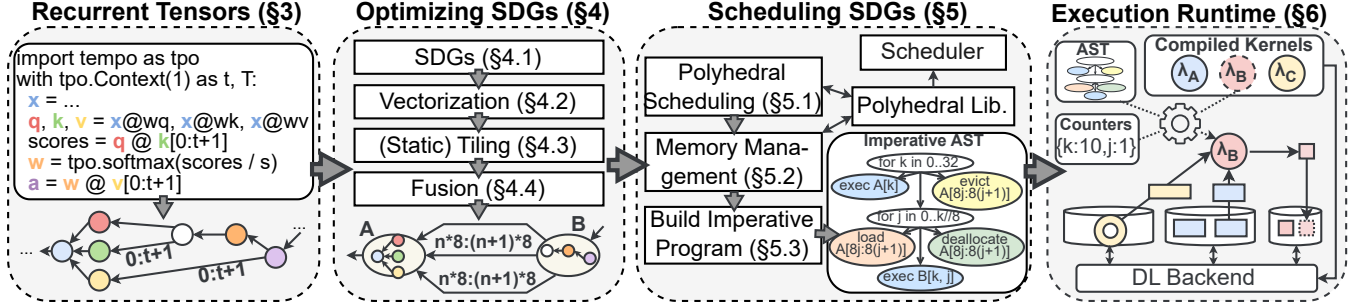 Recurrent Tensors (§3)
import tempo as tpo
with tpo.Context(1) as t, T:
x = ...
q, k, v = x@wq, x@wk, x@wv
scores = q @ k[0:t+1]
w = tpo.softmax(scores / s)
a = w @ v[0:t+1]
...
...
0:t+1
0:t+1
Optimizing SDGs (§4)
SDGs (§4.1)
Vectorization (§4.2)
(Static) Tiling
(§4.3)
Fusion (§4.4)
A
B
n*8:(n+1)*8
n*8:(n+1)*8
Scheduling SDGs (§5)
Scheduler
Polyhedral
Scheduling (§5.1)
Polyhedral Lib.
Memory Mana-
gement (§5.2)
Build Imperative
Program (§5.3)
Imperative AST
for k in 0..32
exec A[k]
evict
A[8j:8(j+1)]
for j in 0..k//8
load
A[8j:8(j+1)]
deallocate
A[8j:8(j+1)]
exec B[k, j]
Execution Runtime (§6)
AST
Compiled Kernels
λA
λB
λC
Counters
{k:10,j:1}
λB
DL Backend